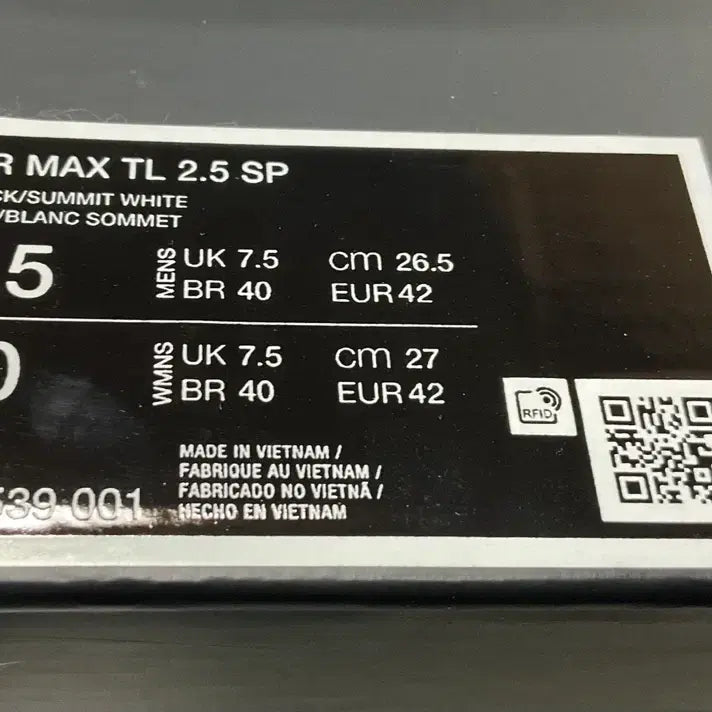 R MAX TL 2.5 SP
CK/SUMMIT WHITE
/BLANC SOMMET
.5
MENS
UK 7.5 cm 26.5
BR 40 EUR 42
0
WMNS
UK 7.5 cm 27
BR 40 EUR 42
RFID
MADE IN VIETNAM /
FABRIQUE AU VIETNAM /
FABRICADO NO VIETNÃ /
HECHO EN VIETNAM
539 001